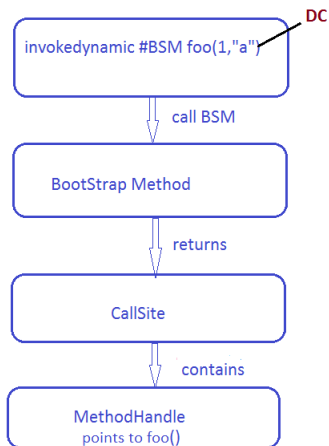 DC
invokedynamic #BSM foo(1,"a")
call BSM
BootStrap Method
returns
CallSite
contains
MethodHandle
points to foo()